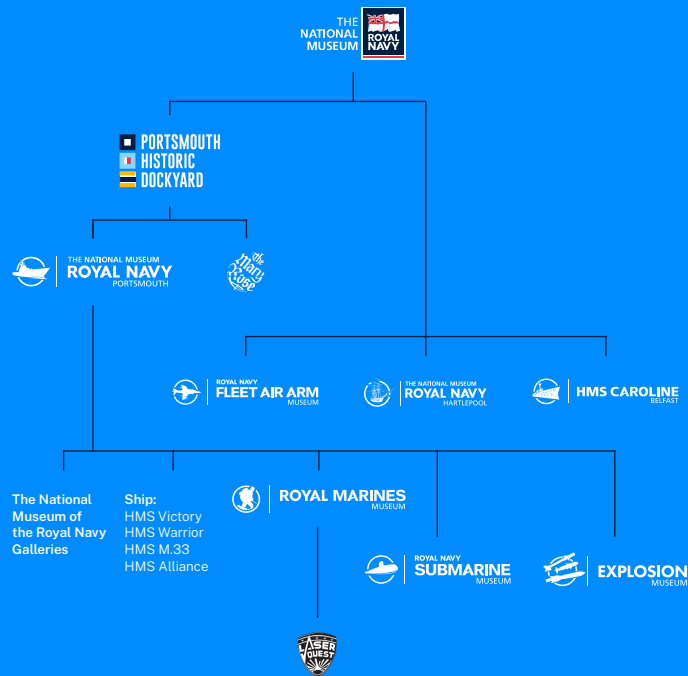 THE
NATIONAL
MUSEUM
ROYAL
NAVY
PORTSMOUTH
HISTORIC
DOCKYARD
THE NATIONAL MUSEUM
ROYAL NAVY
PORTSMOUTH
the
Mary
Rose
ROYAL NAVY
FLEET AIR ARM
MUSEUM
THE NATIONAL MUSEUM
ROYAL NAVY
HARTLEPOOL
HMS CAROLINE
BELFAST
The National
Museum of
the Royal Navy
Galleries
Ship:
HMS Victory
HMS Warrior
HMS M.33
HMS Alliance
ROYAL MARINES
MUSEUM
ROYAL NAVY
SUBMARINE
MUSEUM
EXPLOSION
MUSEUM
LASER
QUEST